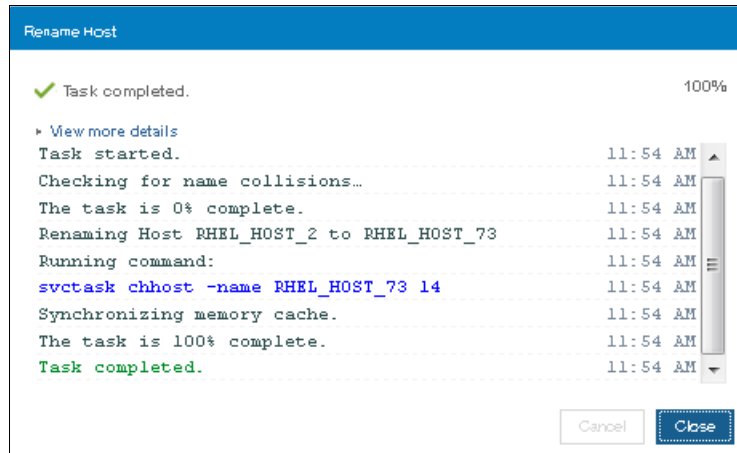 Rename Host
Task completed. 100%
View more details
Task started. 11:54 AM
Checking for name collisions… 11:54 AM
The task is 0% complete. 11:54 AM
Renaming Host RHEL_HOST_2 to RHEL_HOST_73 11:54 AM
Running command: 11:54 AM
svctask chhost -name RHEL_HOST_73 14 11:54 AM
Synchronizing memory cache. 11:54 AM
The task is 100% complete. 11:54 AM
Task completed. 11:54 AM
Cancel Close